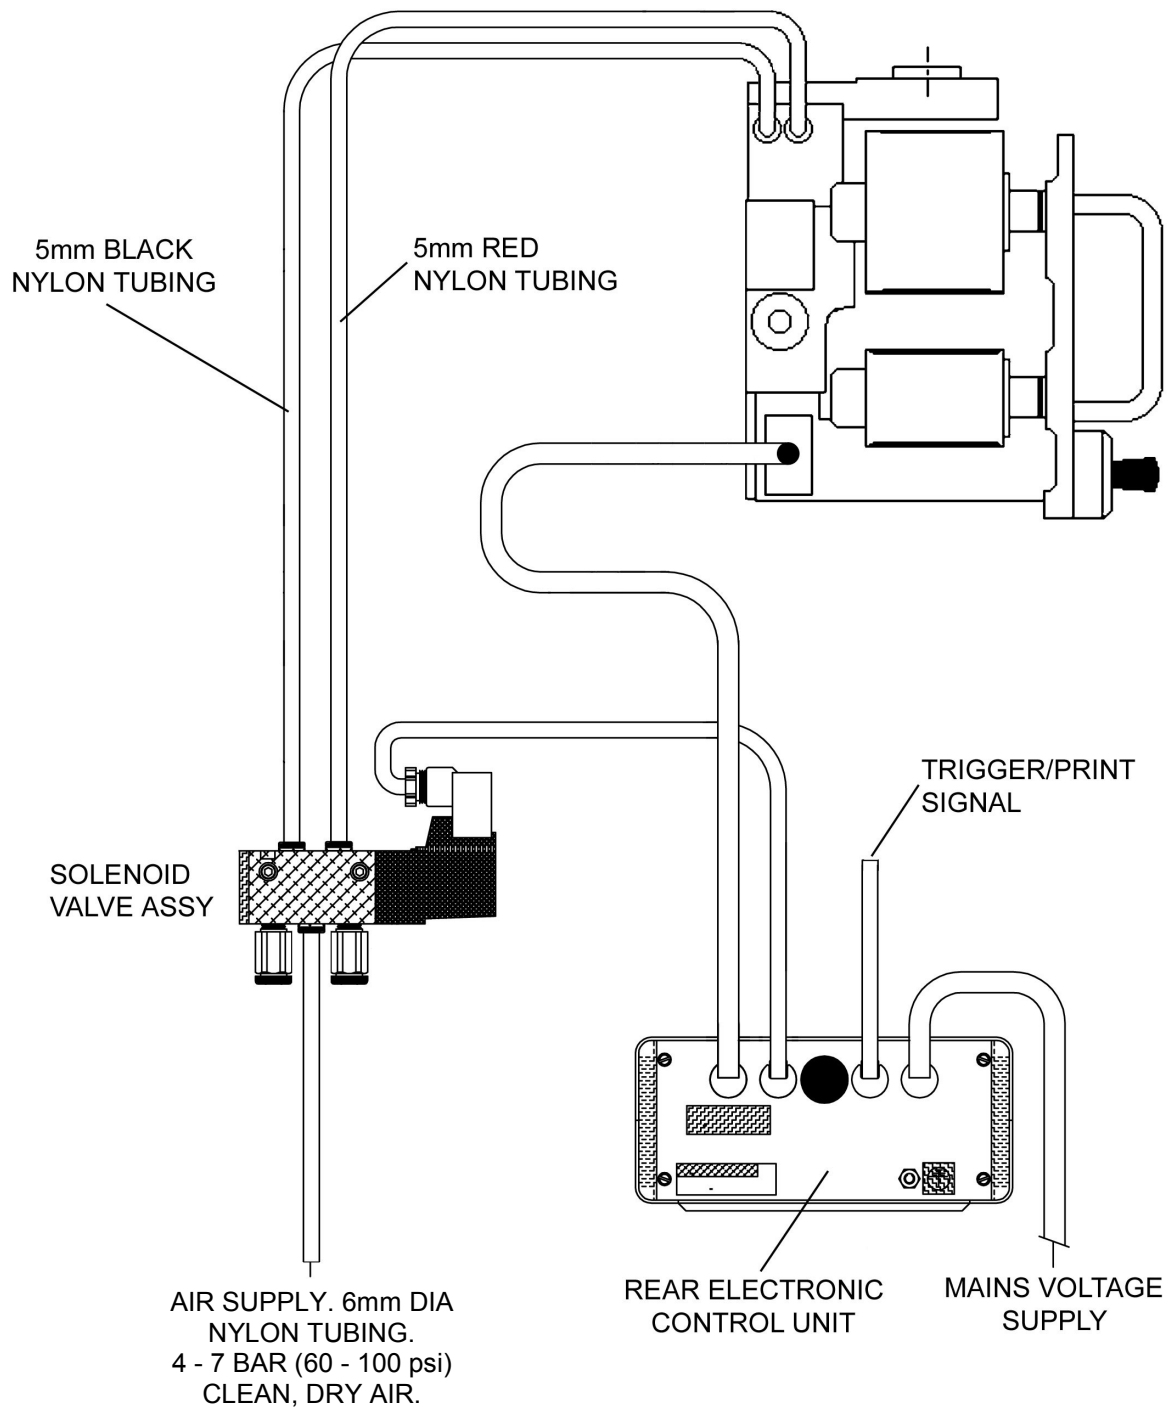 5mm BLACK
NYLON TUBING
5mm RED
NYLON TUBING
TRIGGER/PRINT
SIGNAL
SOLENOID
VALVE ASSY
REAR ELECTRONIC
CONTROL UNIT
MAINS VOLTAGE
SUPPLY
AIR SUPPLY. 6mm DIA
NYLON TUBING.
4 - 7 BAR (60 - 100 psi)
CLEAN, DRY AIR.